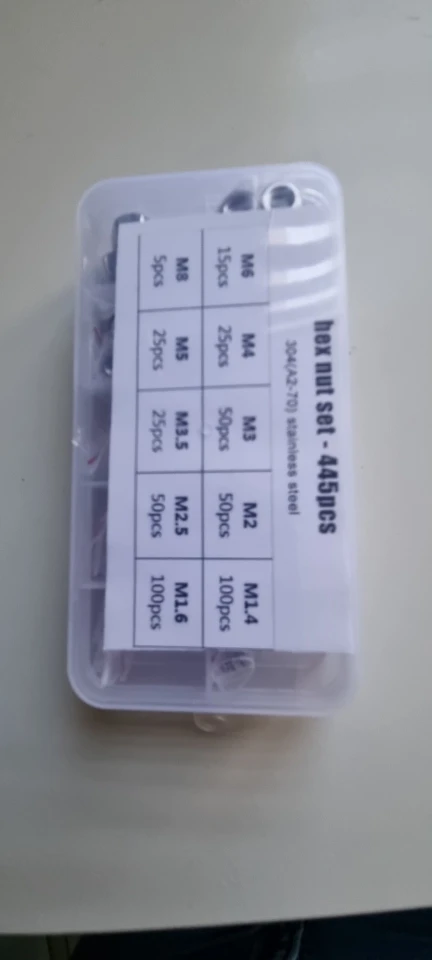 hex nut set - 445pcs
304(A2-70) stainless steel
M6 M4 M3 M2 M1.4
15pcs 25pcs 50pcs 50pcs 100pcs
M8 M5 M3.5 M2.5 M1.6
5pcs 25pcs 25pcs 50pcs 100pcs